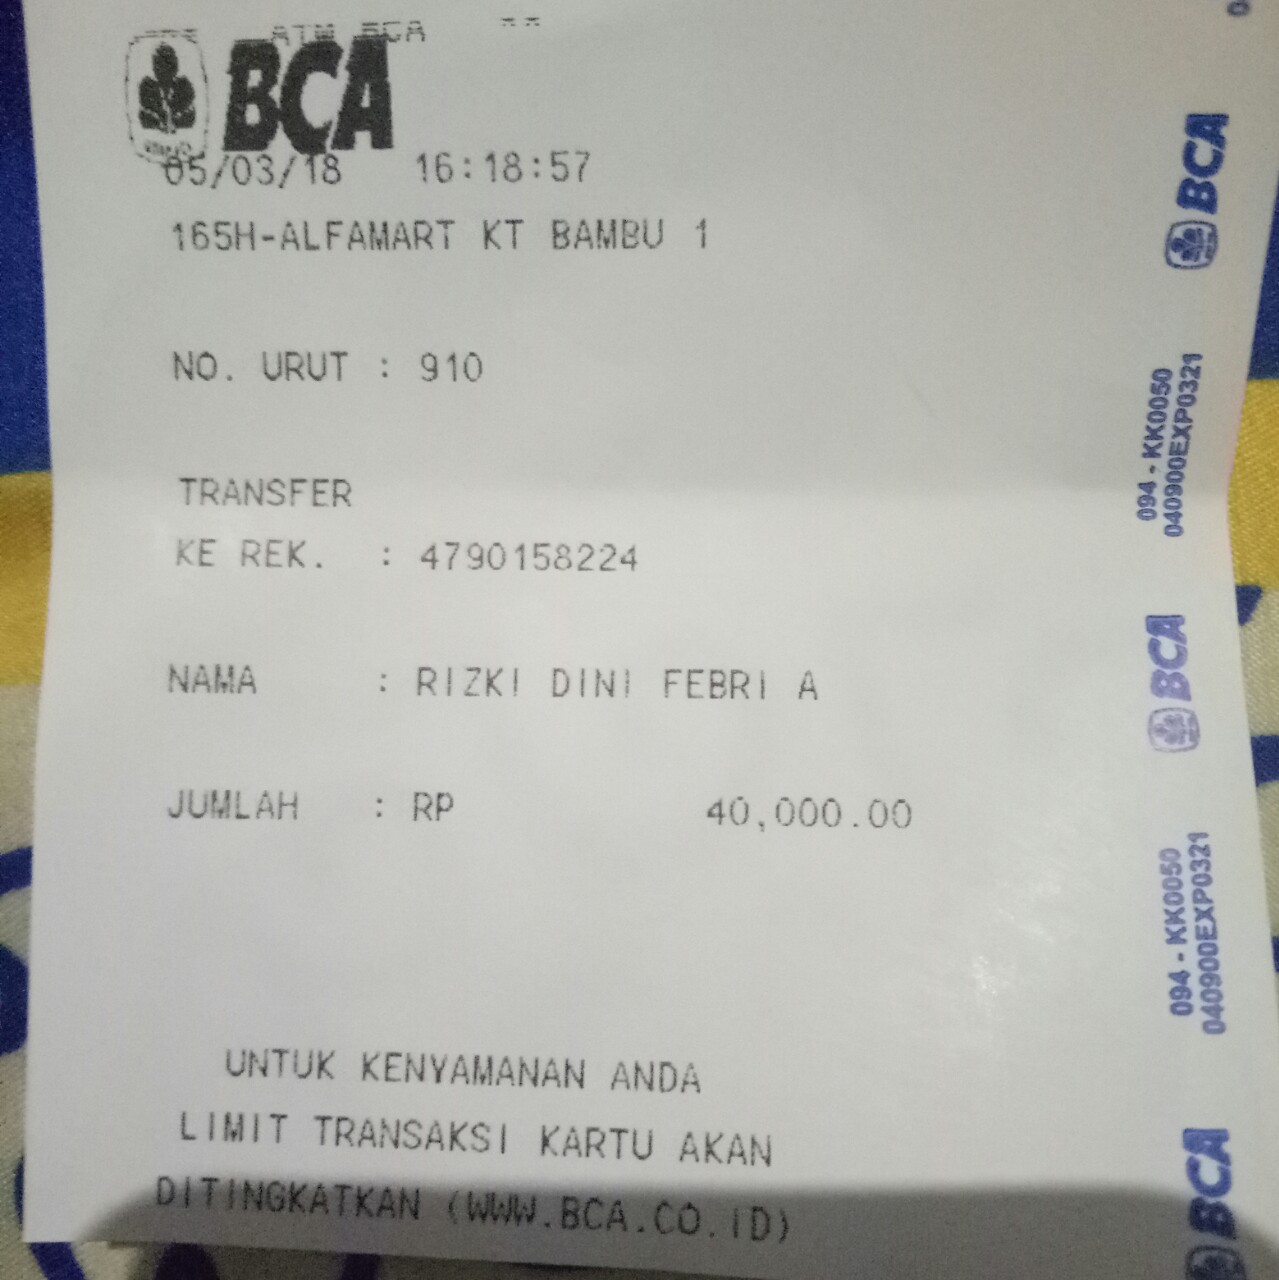 ATM BCA
BCA
05/03/18 16:18:57
165H-ALFAMART KT BAMBU 1
NO. URUT : 910
TRANSFER
KE REK. : 4790158224
NAMA : RIZKI DINI FEBRI A
JUMLAH : RP 40,000.00
UNTUK KENYAMANAN ANDA
LIMIT TRANSAKSI KARTU AKAN
DITINGKATKAN (WWW.BCA.CO.ID)
BCA
094 - KK0050
040900EXP0321
BCA
094 - KK0050
040900EXP0321
BCA